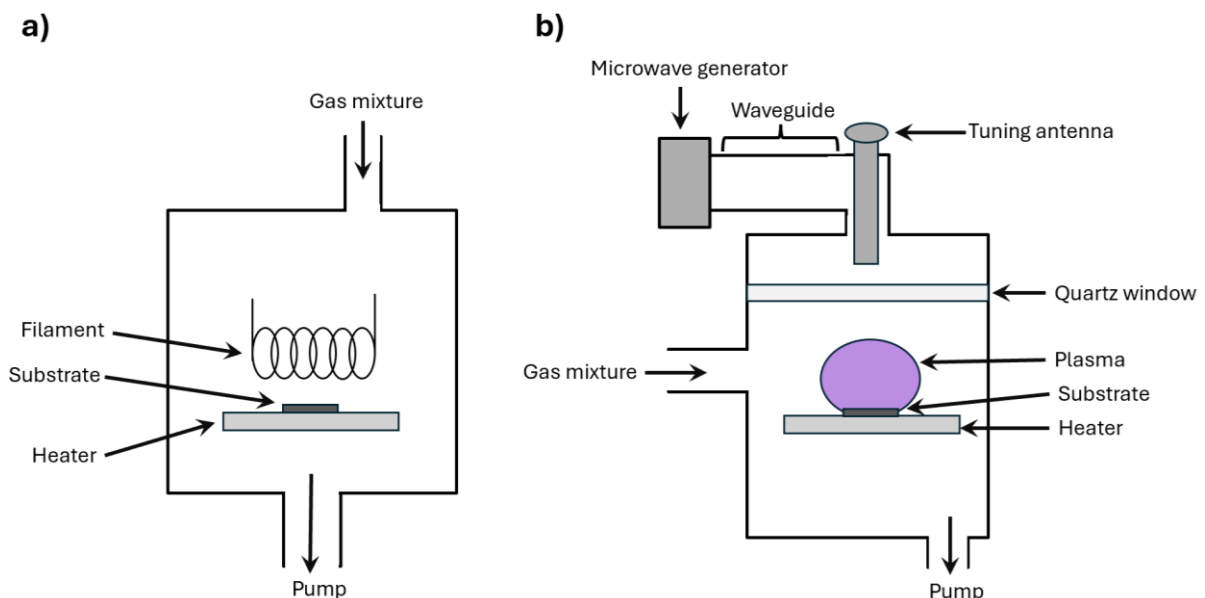 a)
Gas mixture
Filament
Substrate
Heater
Pump
b)
Microwave generator
Waveguide
Tuning antenna
Quartz window
Gas mixture
Plasma
Substrate
Heater
Pump